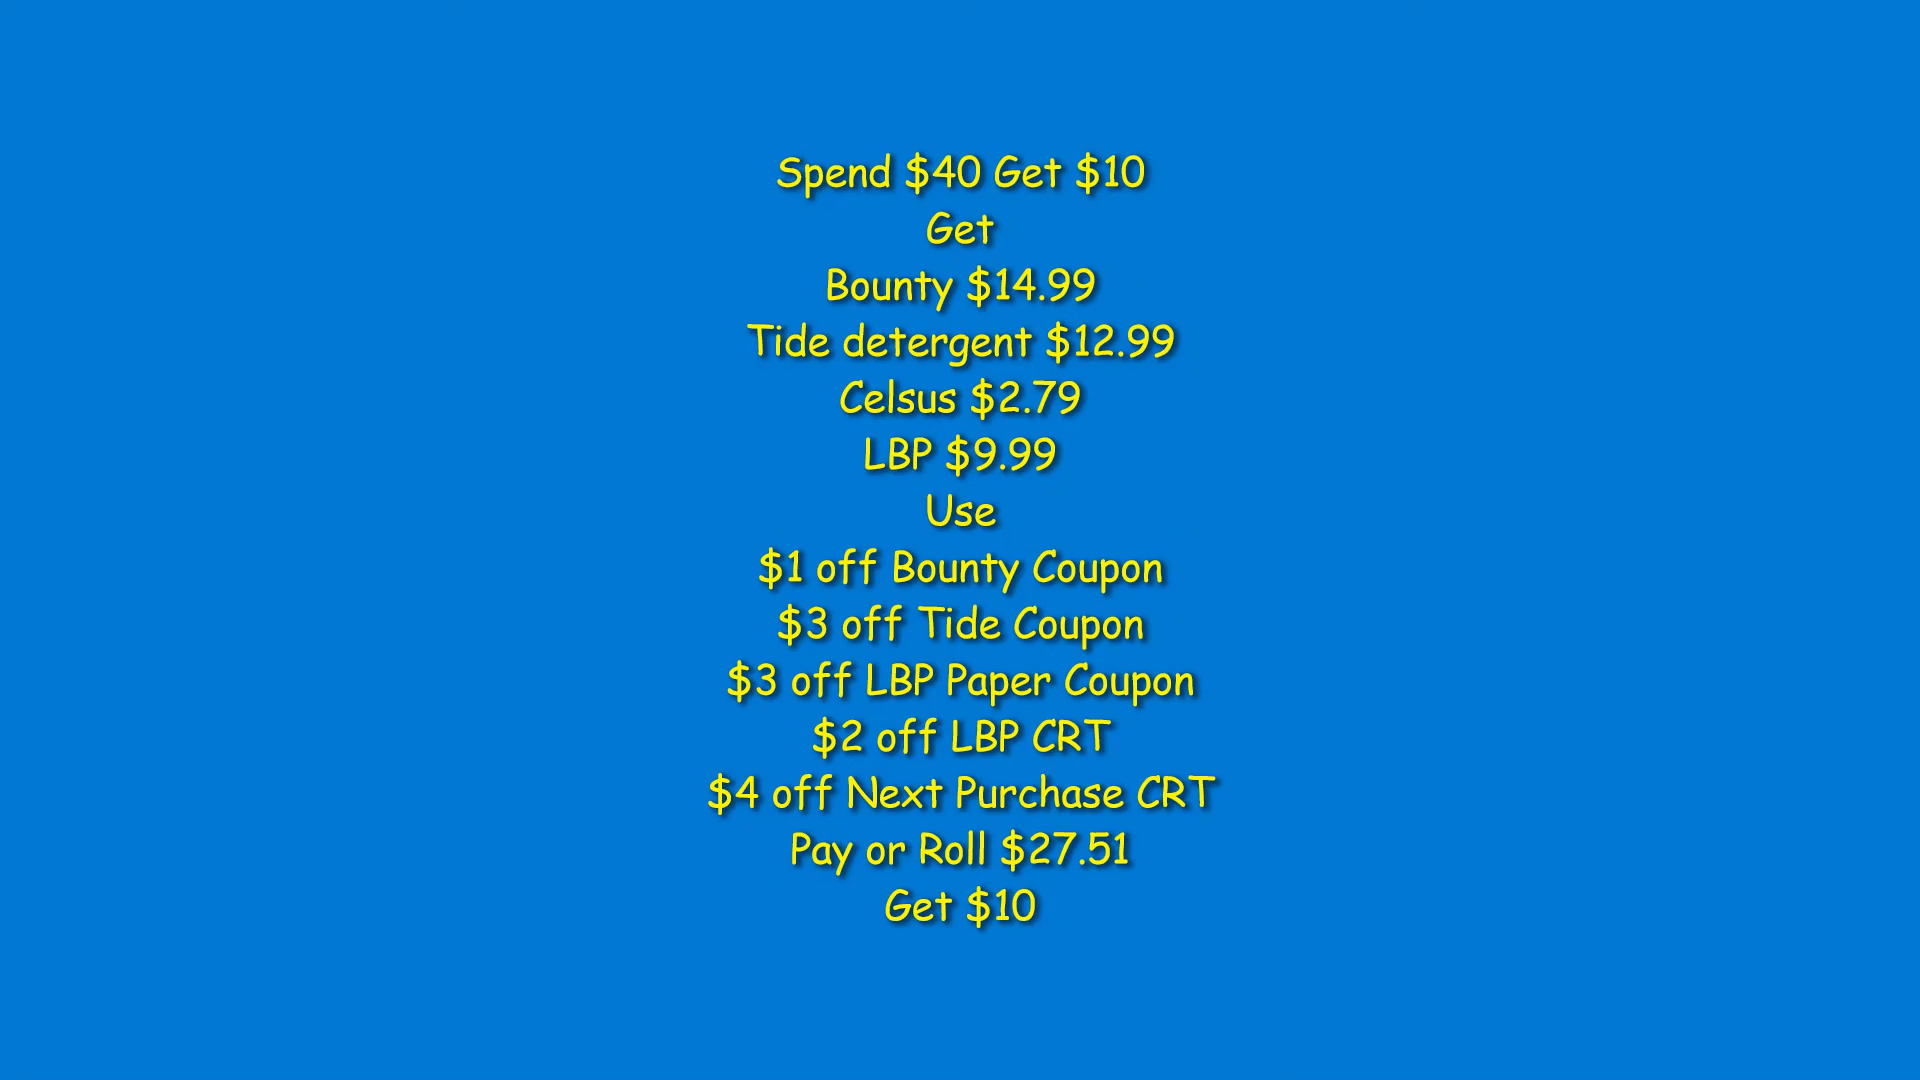 Spend $40 Get $10
Get
Bounty $14.99
Tide detergent $12.99
Celsus $2.79
LBP $9.99
Use
$1 off Bounty Coupon
$3 off Tide Coupon
$3 off LBP Paper Coupon
$2 off LBP CRT
$4 off Next Purchase CRT
Pay or Roll $27.51
Get $10